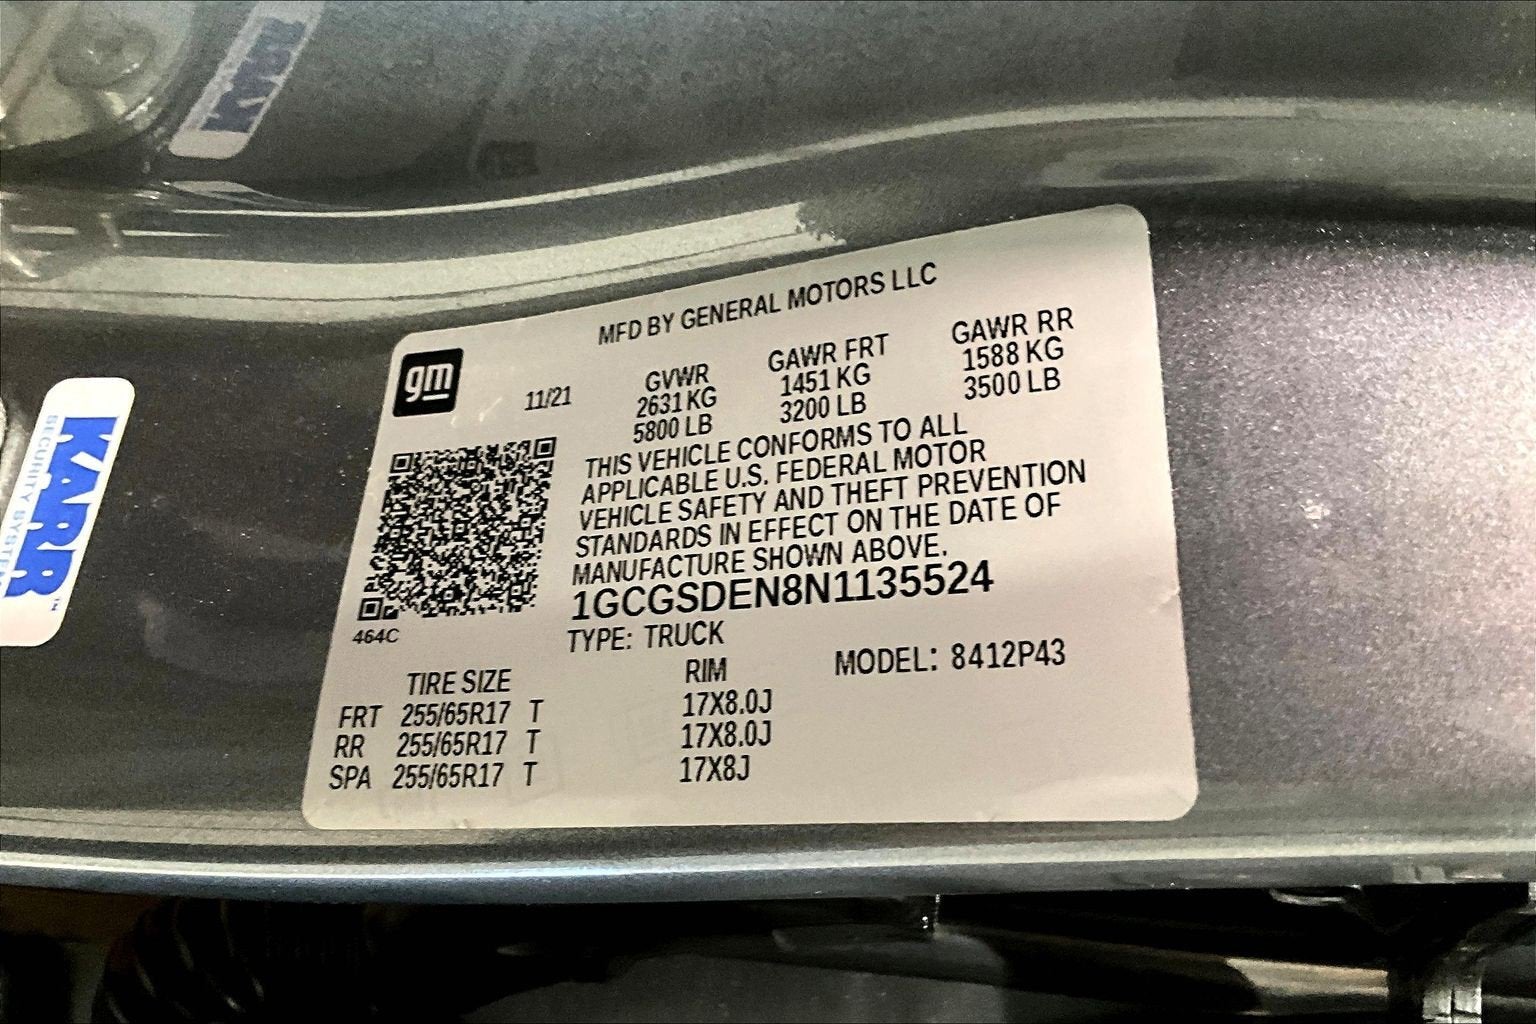 MFD BY GENERAL MOTORS LLC
gm
11/21
GVWR
2631 KG
5800 LB
GAWR FRT
1451 KG
3200 LB
GAWR RR
1588 KG
3500 LB
THIS VEHICLE CONFORMS TO ALL
APPLICABLE U.S. FEDERAL MOTOR
VEHICLE SAFETY AND THEFT PREVENTION
STANDARDS IN EFFECT ON THE DATE OF
MANUFACTURE SHOWN ABOVE.
1GCGSDEN8N1135524
464C
TYPE: TRUCK
MODEL: 8412P43
TIRE SIZE RIM
FRT 255/65R17 T 17X8.0J
RR 255/65R17 T 17X8.0J
SPA 255/65R17 T 17X8J
KARR
SECURITY SYSTEM